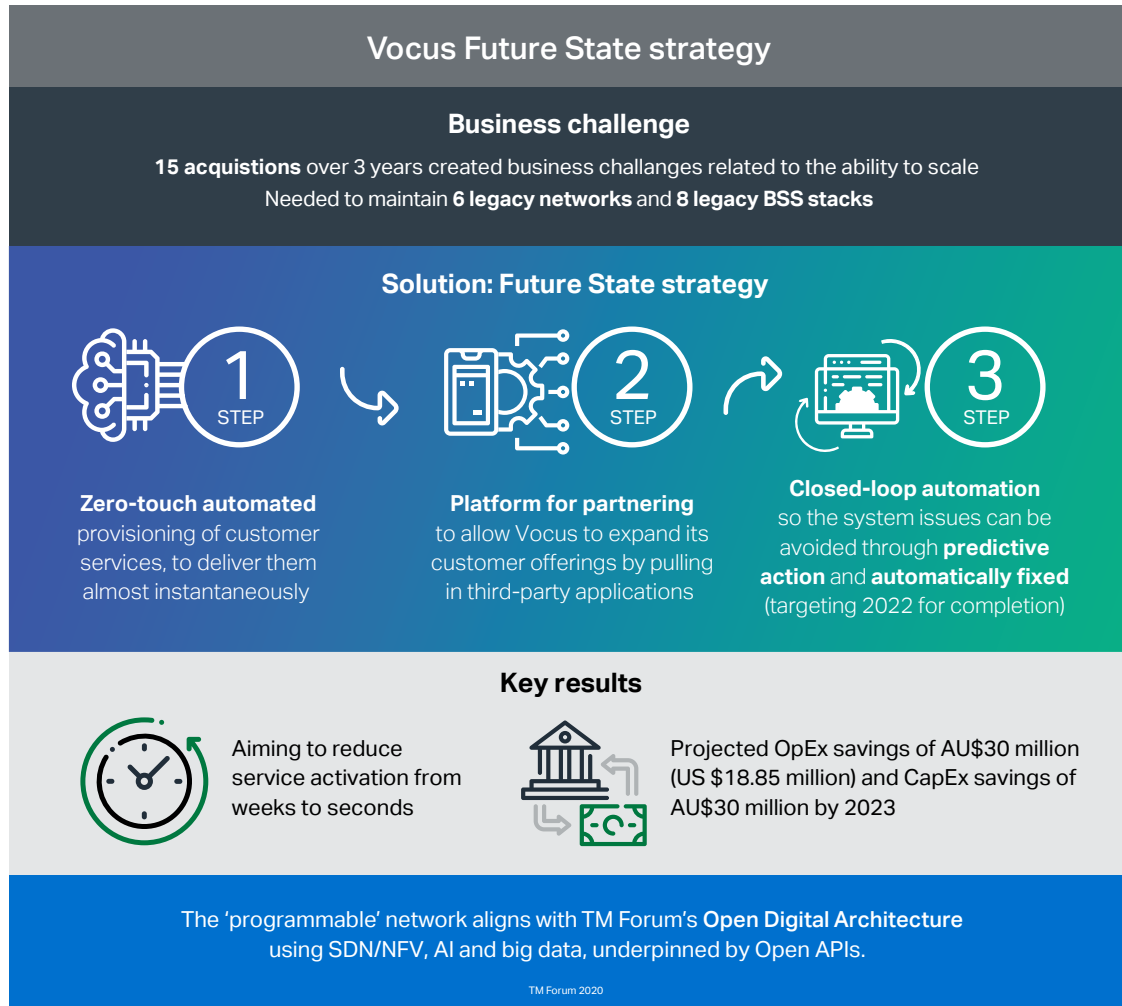 Vocus Future State strategy
Business challenge
15 acquistions over 3 years created business challanges related to the ability to scale
Needed to maintain 6 legacy networks and 8 legacy BSS stacks
Solution: Future State strategy
1
STEP
2
STEP
3
STEP
Zero-touch automated
provisioning of customer
services, to deliver them
almost instantaneously
Platform for partnering
to allow Vocus to expand its
customer offerings by pulling
in third-party applications
Closed-loop automation
so the system issues can be
avoided through predictive
action and automatically fixed
(targeting 2022 for completion)
Key results
Aiming to reduce
service activation from
weeks to seconds
Projected OpEx savings of AU$30 million
(US $18.85 million) and CapEx savings of
AU$30 million by 2023
The ‘programmable’ network aligns with TM Forum’s Open Digital Architecture
using SDN/NFV, AI and big data, underpinned by Open APIs.
TM Forum 2020